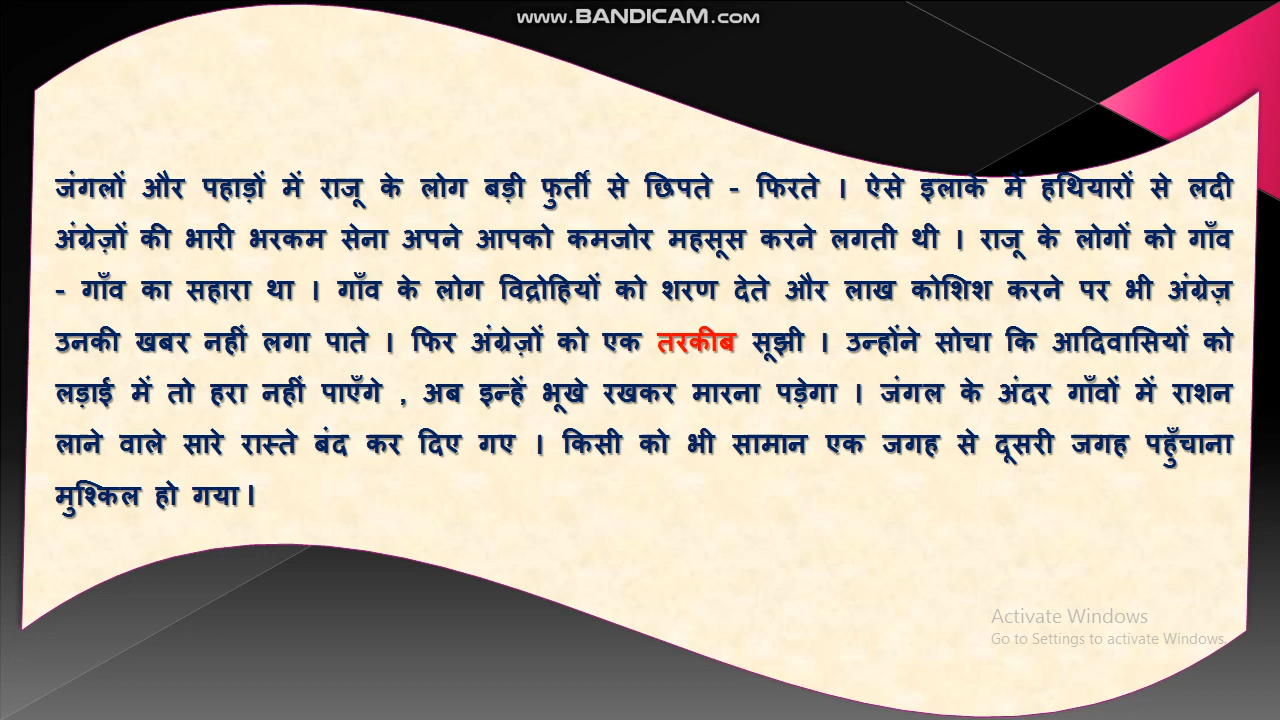 www.BANDICAM.com
जंगलों और पहाड़ों में राजू के लोग बड़ी फुर्ती से छिपते - फिरते । ऐसे इलाके में हथियारों से लदी
अंग्रेज़ों की भारी भरकम सेना अपने आपको कमजोर महसूस करने लगती थी । राजू के लोगों को गाँव
- गाँव का सहारा था । गाँव के लोग विद्रोहियों को शरण देते और लाख कोशिश करने पर भी अंग्रेज़
उनकी खबर नहीं लगा पाते । फिर अंग्रेज़ों को एक तरकीब सूझी । उन्होंने सोचा कि आदिवासियों को
लड़ाई में तो हरा नहीं पाएँगे , अब इन्हें भूखे रखकर मारना पड़ेगा । जंगल के अंदर गाँवों में राशन
लाने वाले सारे रास्ते बंद कर दिए गए । किसी को भी सामान एक जगह से दूसरी जगह पहुँचाना
मुश्किल हो गया।
Activate Windows
Go to Settings to activate Windows.